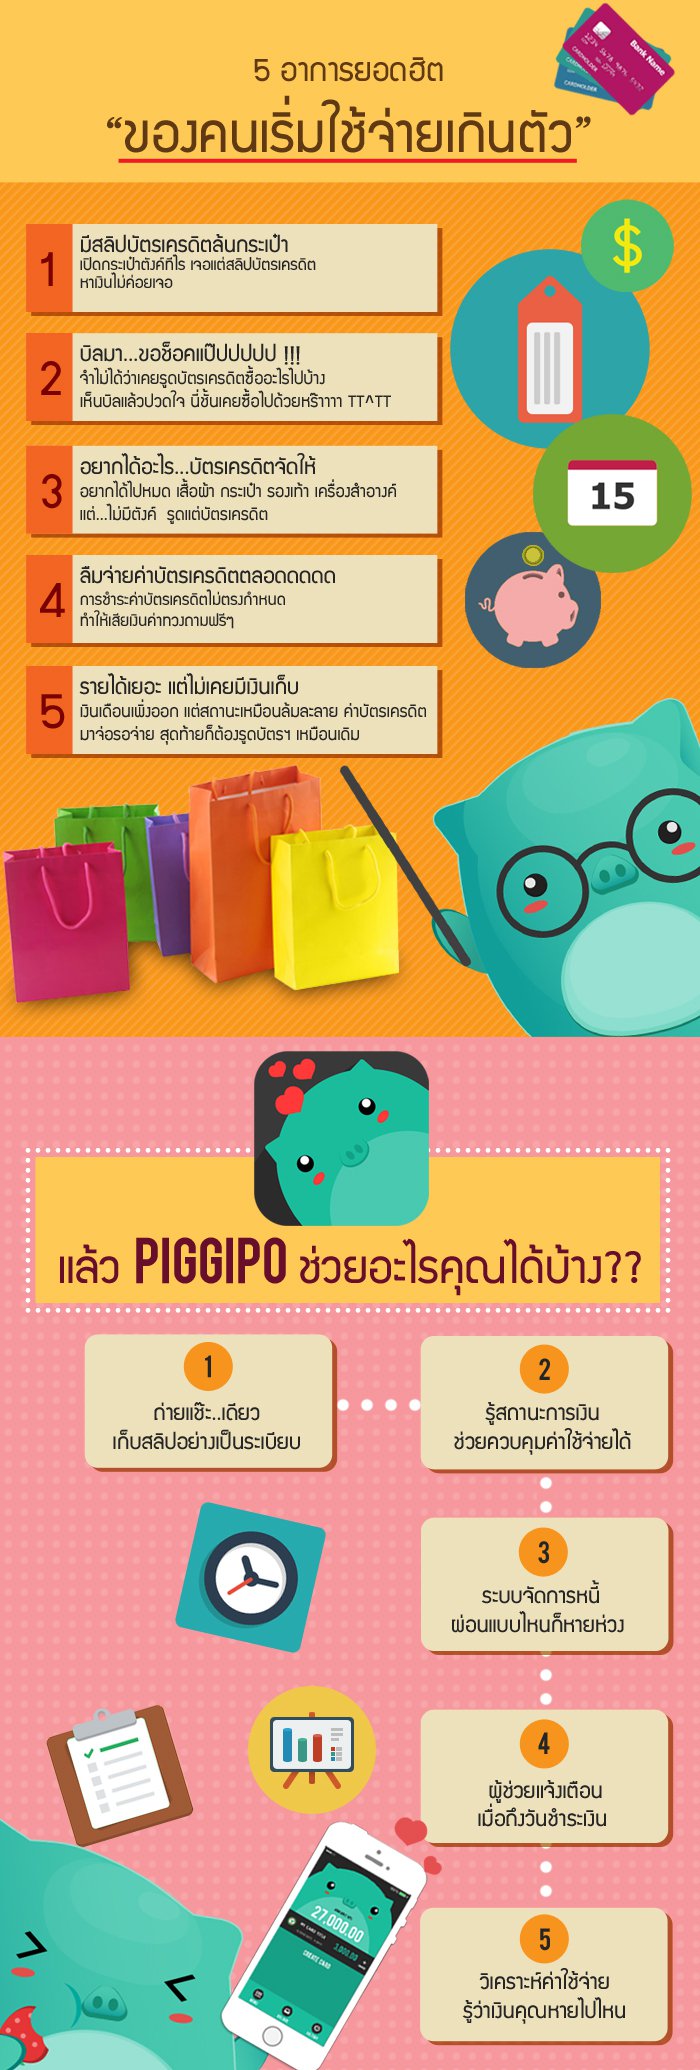 5 อาการยอดฮิต
“ของคนเริ่มใช้จ่ายเกินตัว”
Bank Name
CARDHOLDER
CARDHOLDER
1
มีสลิปบัตรเครดิตล้นกระเป๋า
เปิดกระเป๋าตังค์ทีไร เจอแต่สลิปบัตรเครดิต
หาเงินไม่ค่อยเจอ
$
2
บิลมา...ขอช็อคแป๊ปปปปป !!!
จำไม่ได้ว่าเคยรูดบัตรเครดิตซื้ออะไรไปบ้าง
เห็นบิลแล้วปวดใจ นี่ชั้นเคยซื้อไปด้วยหร๊าาาา TT^TT
3
อยากได้อะไร...บัตรเครดิตจัดให้
อยากได้ไปหมด เสื้อผ้า กระเป๋า รองเท้า เครื่องสำอางค์
แต่...ไม่มีตังค์ รูดแต่บัตรเครดิต
15
4
ลืมจ่ายค่าบัตรเครดิตตลอดดดดด
การชำระค่าบัตรเครดิตไม่ตรงกำหนด
ทำให้เสียเงินค่าทวงถามฟรีๆ
5
รายได้เยอะ แต่ไม่เคยมีเงินเก็บ
เงินเดือนเพิ่งออก แต่สถานะเหมือนล้มละลาย ค่าบัตรเครดิต
มาจ่อรอจ่าย สุดท้ายก็ต้องรูดบัตรฯ เหมือนเดิม
แล้ว PIGGIPO ช่วยอะไรคุณได้บ้าง??
1
ถ่ายแช๊ะ..เดียว
เก็บสลิปอย่างเป็นระเบียบ
2
รู้สถานะการเงิน
ช่วยควบคุมค่าใช้จ่ายได้
3
ระบบจัดการหนี้
ผ่อนแบบไหนก็หายห่วง
4
ผู้ช่วยแจ้งเตือน
เมื่อถึงวันชำระเงิน
27,000.00
MY CARD TITLE
3,000.00
CREATE CARD
5
วิเคราะห์ค่าใช้จ่าย
รู้ว่าเงินคุณหายไปไหน